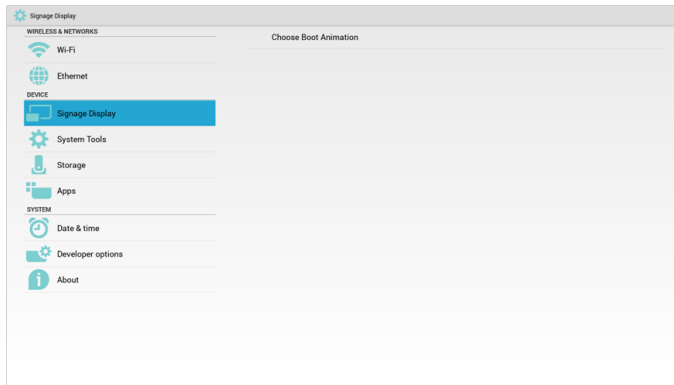 Signage Display
WIRELESS & NETWORKS
Wi-Fi
Ethernet
DEVICE
Signage Display
System Tools
Storage
Apps
SYSTEM
Date & time
Developer options
About
Choose Boot Animation